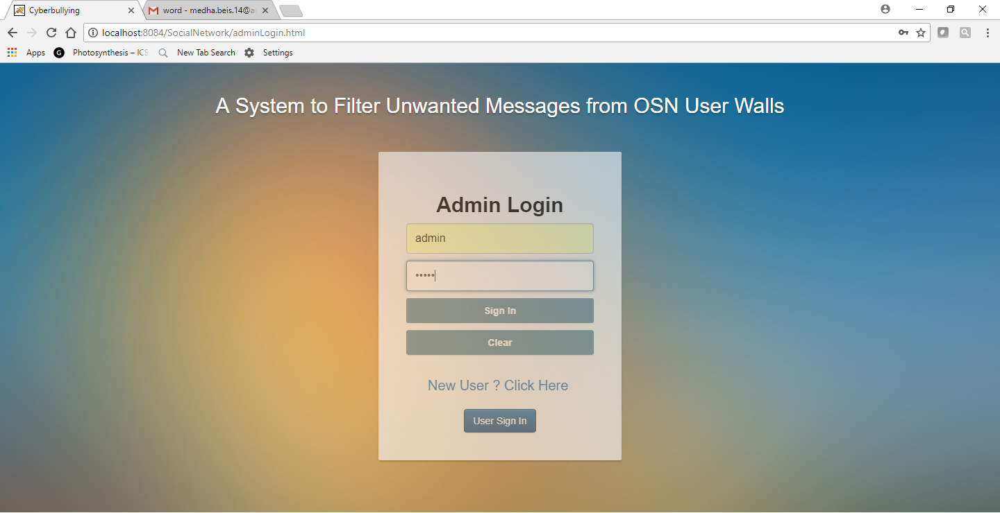 Cyberbullying
word - medha.beis.14@a
localhost:8084/SocialNetwork/adminLogin.html
Apps
G
Photosynthesis – ICS
New Tab Search
Settings
A System to Filter Unwanted Messages from OSN User Walls
Admin Login
admin
•••••
Sign In
Clear
New User ? Click Here
User Sign In